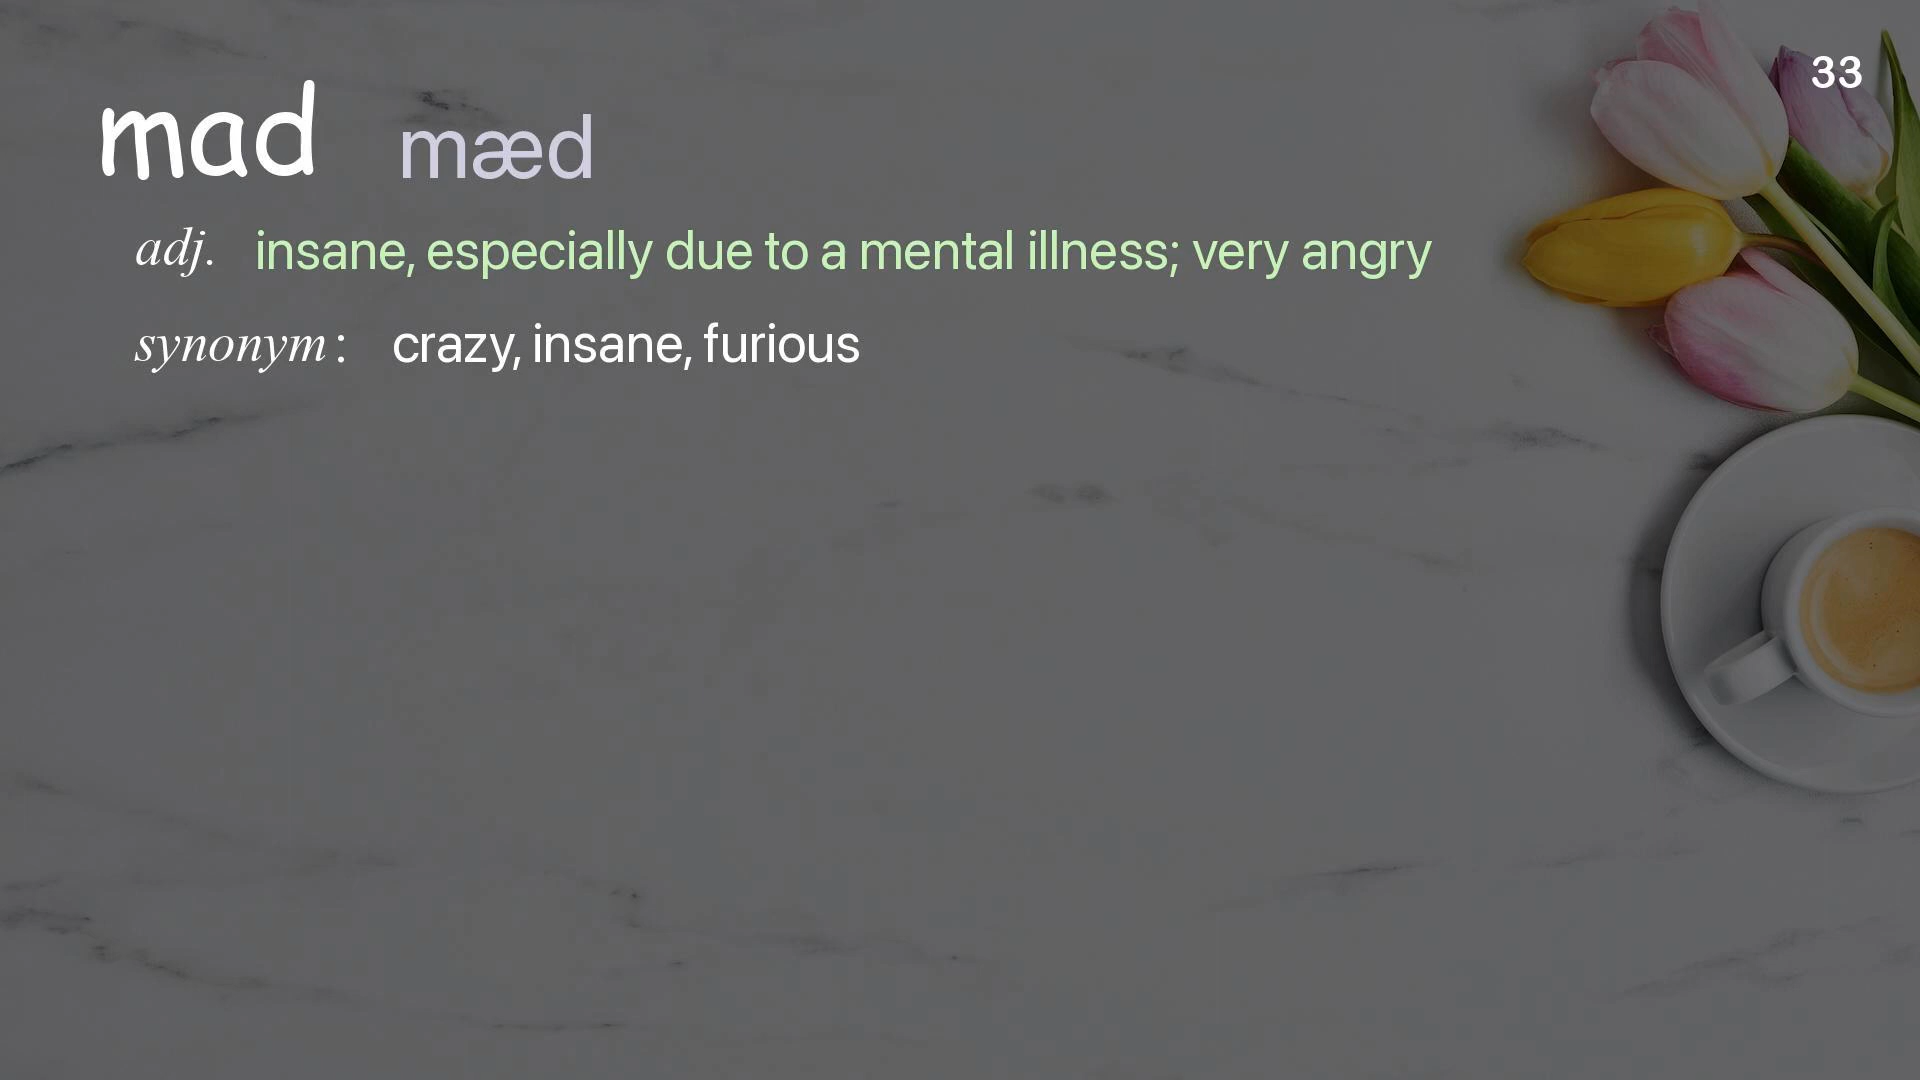 33
mad mæd
adj. insane, especially due to a mental illness; very angry
synonym: crazy, insane, furious